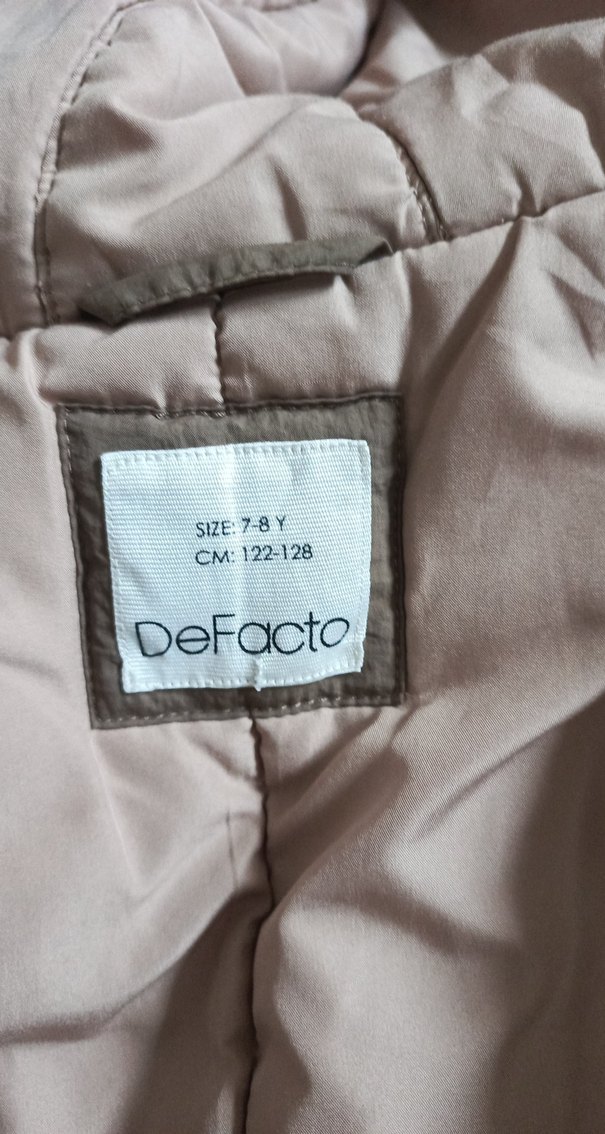 SIZE: 7-8 Y
CM: 122-128
DeFacto